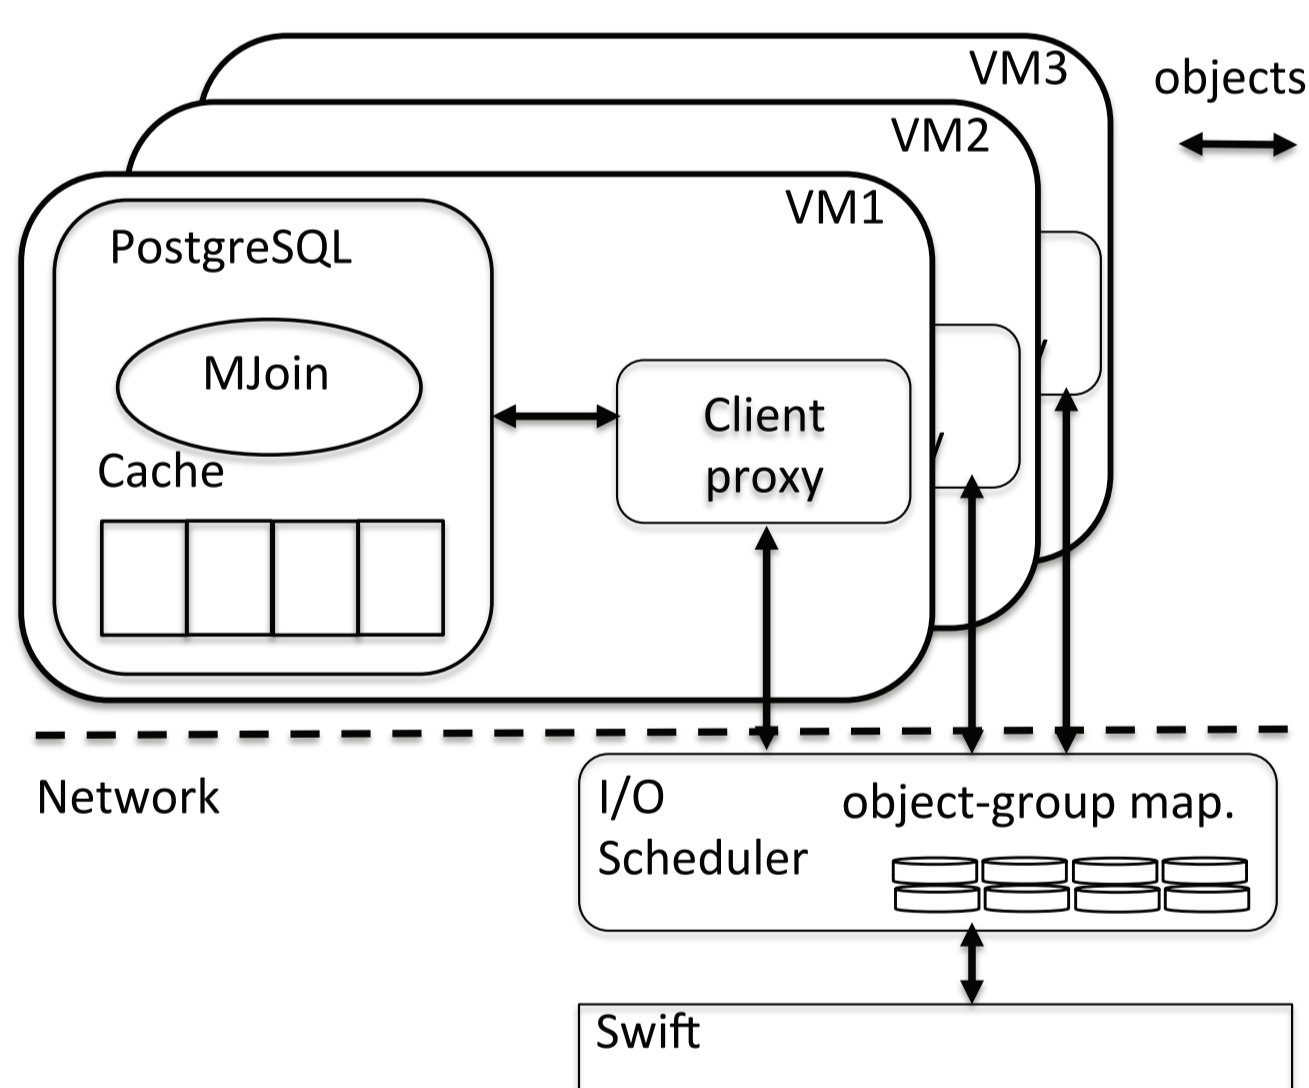 VM3
objects
VM2
VM1
PostgreSQL
MJoin
Client
proxy
Cache
Network
I/O
Scheduler
object-group map.
Swift